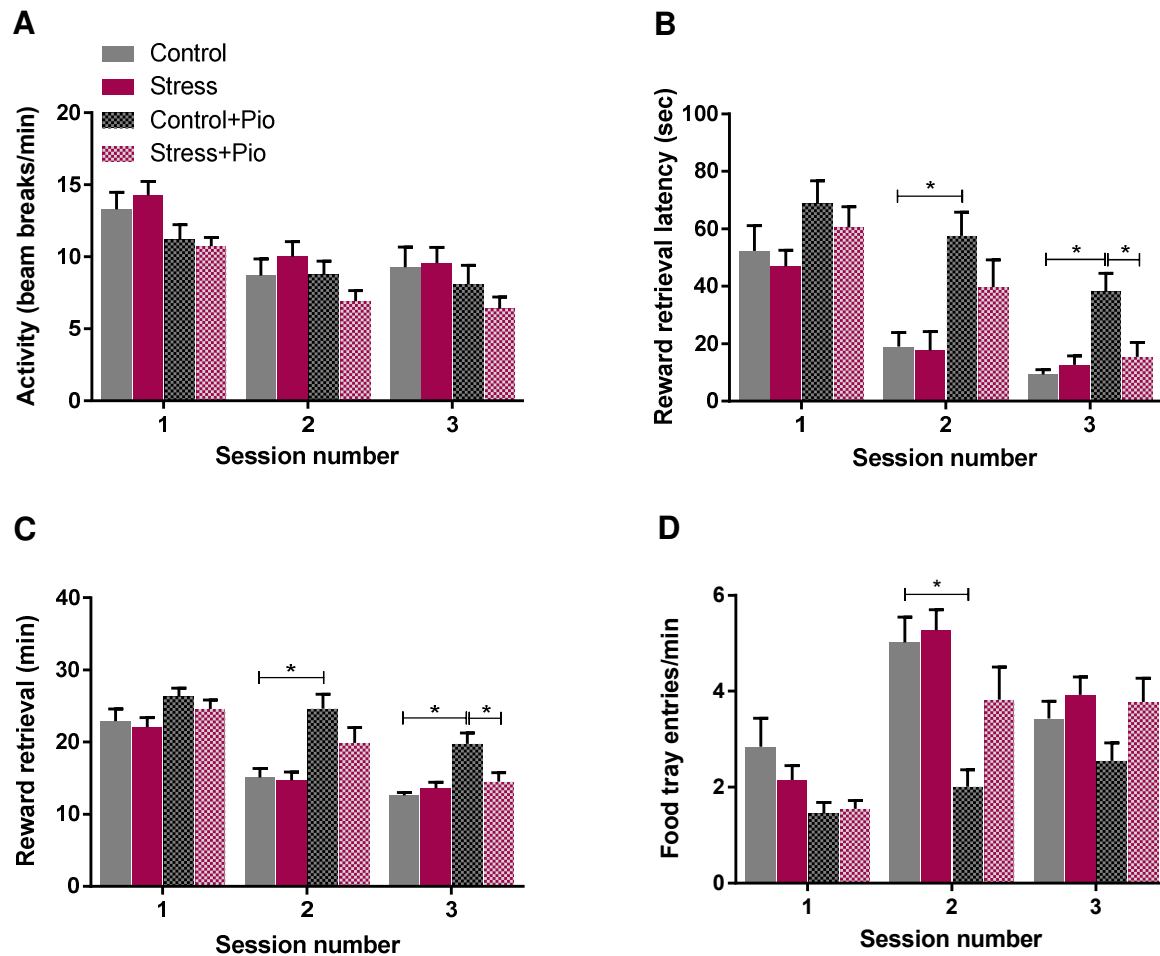 A
Control
Stress
Control+Pio
Stress+Pio
Activity (beam breaks/min)
20
15
10
5
0
1 2 3
Session number
B
Reward retrieval latency (sec)
100
80
60
40
20
0
*
* *
1 2 3
Session number
C
Reward retrieval (min)
40
30
20
10
0
*
* *
1 2 3
Session number
D
Food tray entries/min
6
4
2
0
*
1 2 3
Session number